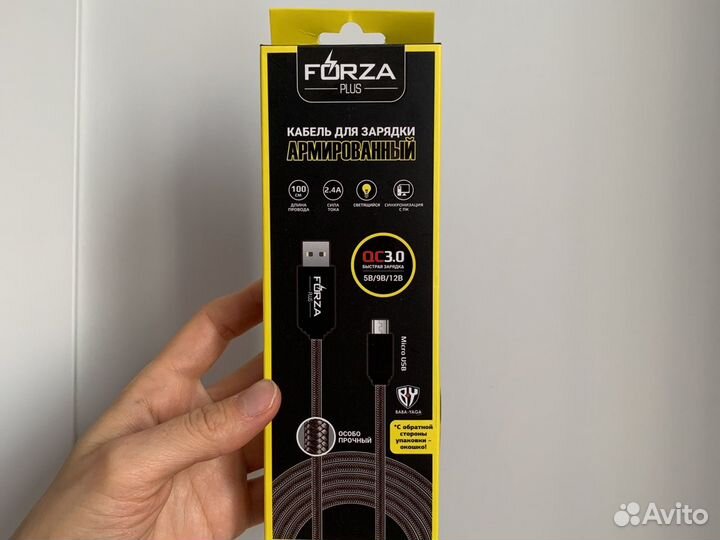 FORZA
PLUS
КАБЕЛЬ ДЛЯ ЗАРЯДКИ
АРМИРОВАННЫЙ
100
СМ
ДЛИНА
ПРОВОДА
2.4A
СИЛА
ТОКА
СВЕТЯЩИЙСЯ
СИНХРОНИЗАЦИЯ
С ПК
QC3.0
БЫСТРАЯ ЗАРЯДКА
5В/9В/12В
FORZA
PLUS
Micro USB
BY
BABA-YAGA
ОСОБО
ПРОЧНЫЙ
*С обратной
стороны
упаковки –
окошко!
Avito